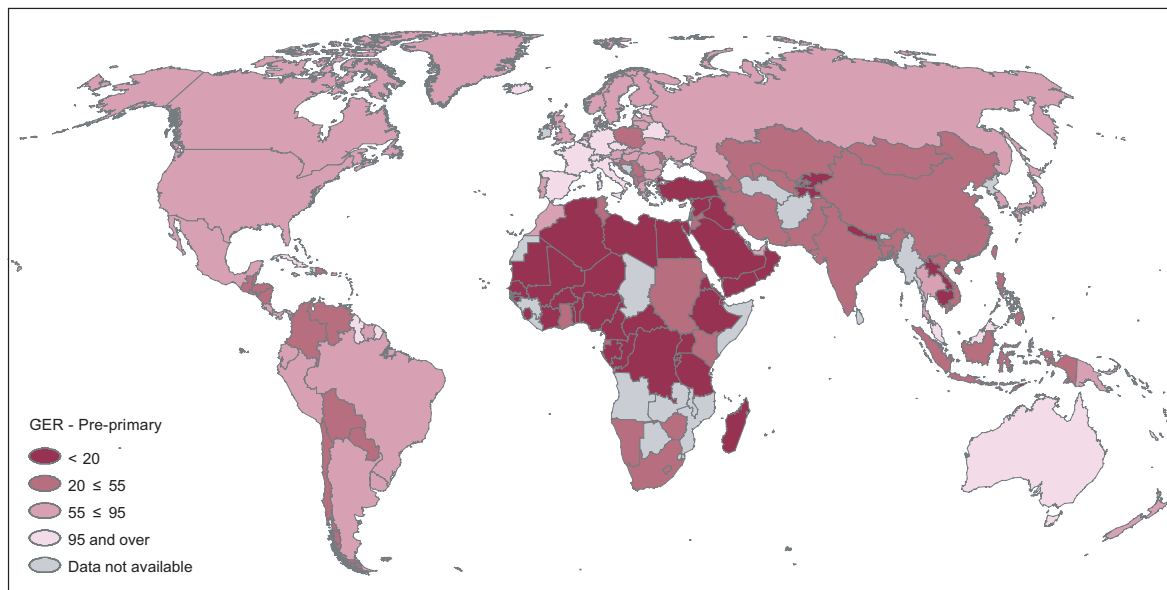 GER - Pre-primary
< 20
20 ≤ 55
55 ≤ 95
95 and over
Data not available